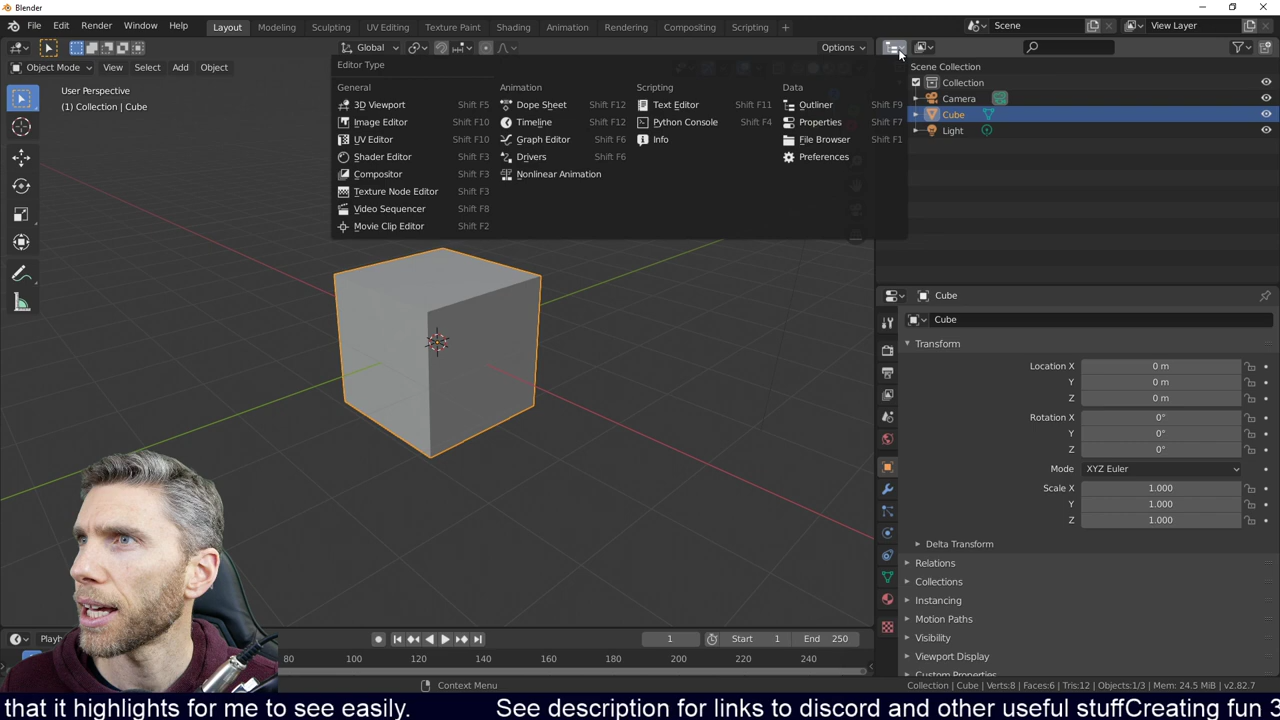 Blender
File Edit Render Window Help Layout Modeling Sculpting UV Editing Texture Paint Shading Animation Rendering Compositing Scripting + Scene View Layer
Global Options
Object Mode View Select Add Object
User Perspective
(1) Collection | Cube
Editor Type
General Animation Scripting Data
3D Viewport Shift F5 Dope Sheet Shift F12 Text Editor Shift F11 Outliner Shift F9
Image Editor Shift F10 Timeline Shift F12 Python Console Shift F4 Properties Shift F7
UV Editor Shift F10 Graph Editor Shift F6 Info File Browser Shift F1
Shader Editor Shift F3 Drivers Shift F6 Preferences
Compositor Shift F3 Nonlinear Animation
Texture Node Editor Shift F3
Video Sequencer Shift F8
Movie Clip Editor Shift F2
Scene Collection
Collection
Camera
Cube
Light
Cube
Cube
Transform
Location X 0 m
Y 0 m
Z 0 m
Rotation X 0°
Y 0°
Z 0°
Mode XYZ Euler
Scale X 1.000
Y 1.000
Z 1.000
Delta Transform
Relations
Collections
Instancing
Motion Paths
Visibility
Viewport Display
Custom Properties
1 Start 1 End 250
80 100 120 140 160 180 200 220 240
Context Menu Collection | Cube | Verts:8 | Faces:6 | Tris:12 | Objects:1/3 | Mem: 24.5 MiB | v2.82.7
that it highlights for me to see easily. See description for links to discord and other useful stuffCreating fun 3